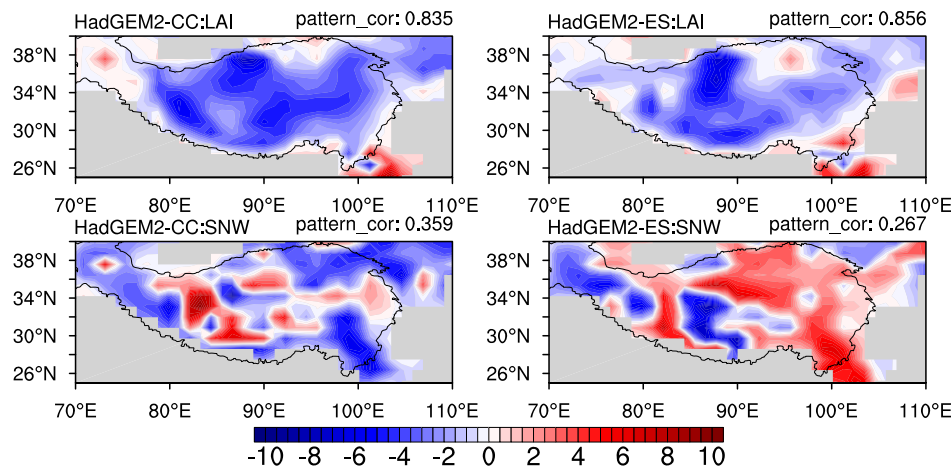 HadGEM2-CC:LAI pattern_cor: 0.835
HadGEM2-ES:LAI pattern_cor: 0.856
38°N
34°N
30°N
26°N
70°E 80°E 90°E 100°E 110°E
38°N
34°N
30°N
26°N
70°E 80°E 90°E 100°E 110°E
HadGEM2-CC:SNW pattern_cor: 0.359
HadGEM2-ES:SNW pattern_cor: 0.267
38°N
34°N
30°N
26°N
70°E 80°E 90°E 100°E 110°E
38°N
34°N
30°N
26°N
70°E 80°E 90°E 100°E 110°E
-10 -8 -6 -4 -2 0 2 4 6 8 10